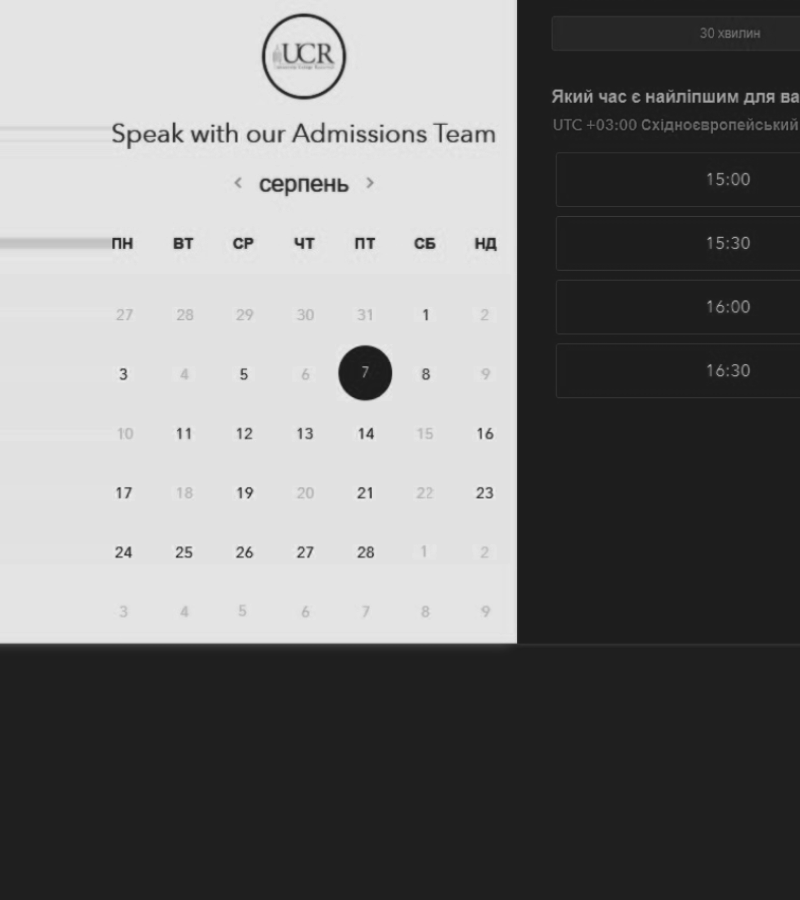 UCR
Speak with our Admissions Team
< серпень >
ПН ВТ СР ЧТ ПТ СБ НД
27 28 29 30 31 1 2
3 4 5 6 7 8 9
10 11 12 13 14 15 16
17 18 19 20 21 22 23
24 25 26 27 28 1 2
3 4 5 6 7 8 9
30 хвилин
Який час є найліпшим для ва
UTC +03:00 Східноєвропейський
15:00
15:30
16:00
16:30